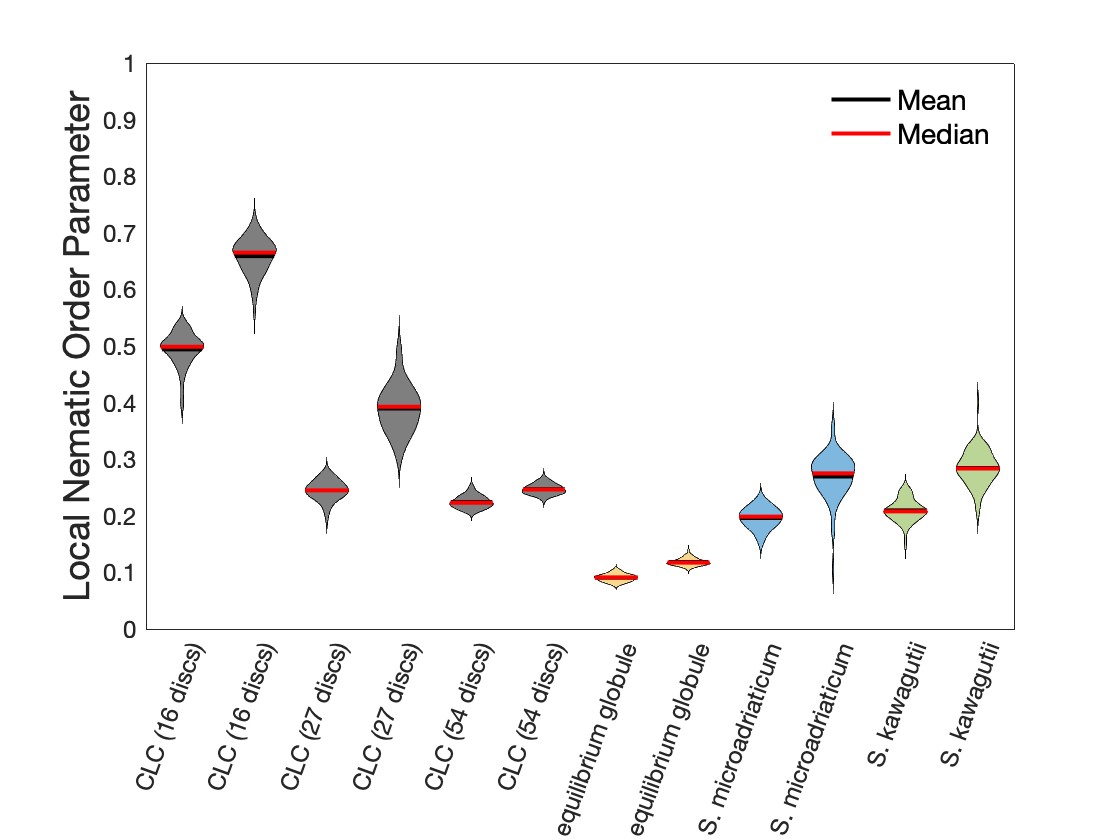 Local Nematic Order Parameter
1
0.9
0.8
0.7
0.6
0.5
0.4
0.3
0.2
0.1
0
Mean
Median
CLC (16 discs)
CLC (16 discs)
CLC (27 discs)
CLC (27 discs)
CLC (54 discs)
CLC (54 discs)
equilibrium globule
equilibrium globule
S. microadriaticum
S. microadriaticum
S. kawagutii
S. kawagutii